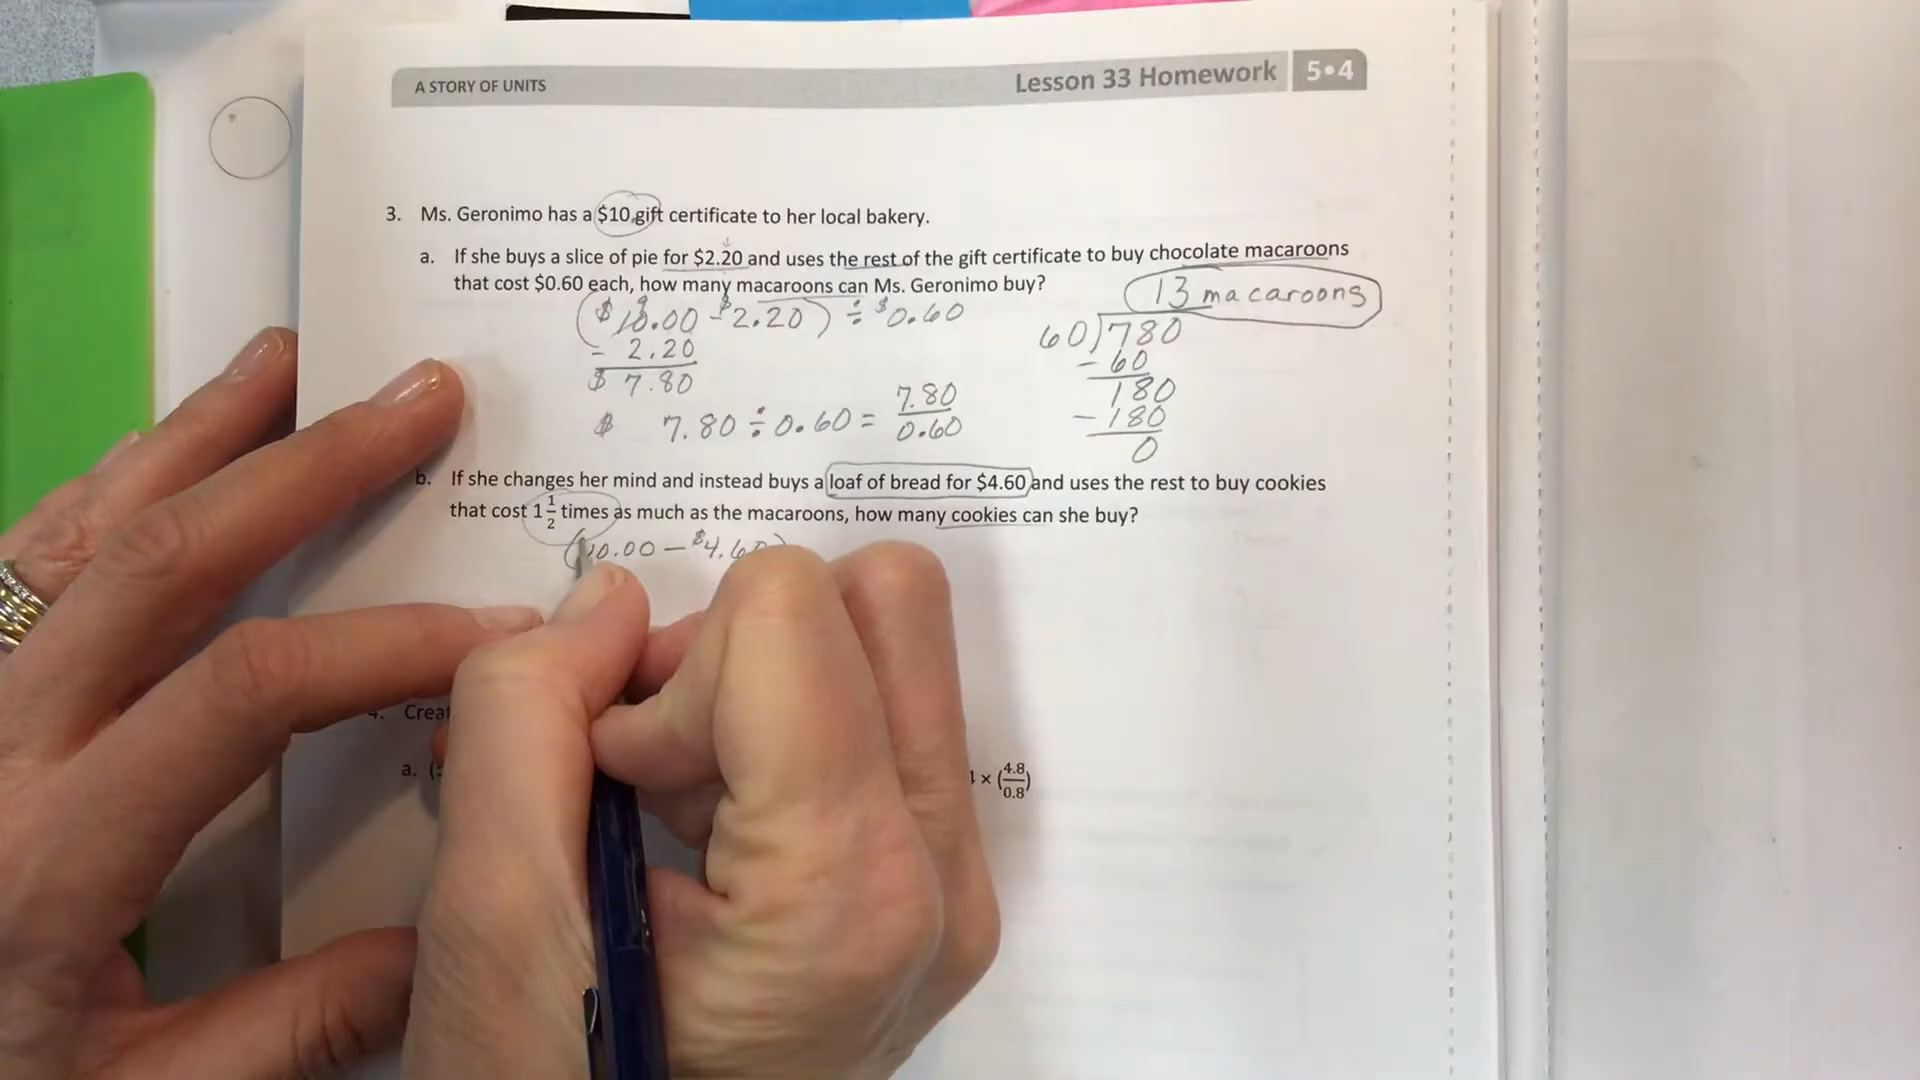 A STORY OF UNITS
Lesson 33 Homework 5•4
3. Ms. Geronimo has a $10 gift certificate to her local bakery.
a. If she buys a slice of pie for $2.20 and uses the rest of the gift certificate to buy chocolate macaroons
that cost $0.60 each, how many macaroons can Ms. Geronimo buy?
13 macaroons
($10.00 - $2.20) ÷ $0.60
9
60)780
- 2.20
- 60
$ 7.80
180
$ 7.80 ÷ 0.60 = 7.80/0.60
- 180
0
b. If she changes her mind and instead buys a loaf of bread for $4.60 and uses the rest to buy cookies
that cost 1 1/2 times as much as the macaroons, how many cookies can she buy?
(10.00 - $4.60)
4.
a. (
× (4.8/0.8)